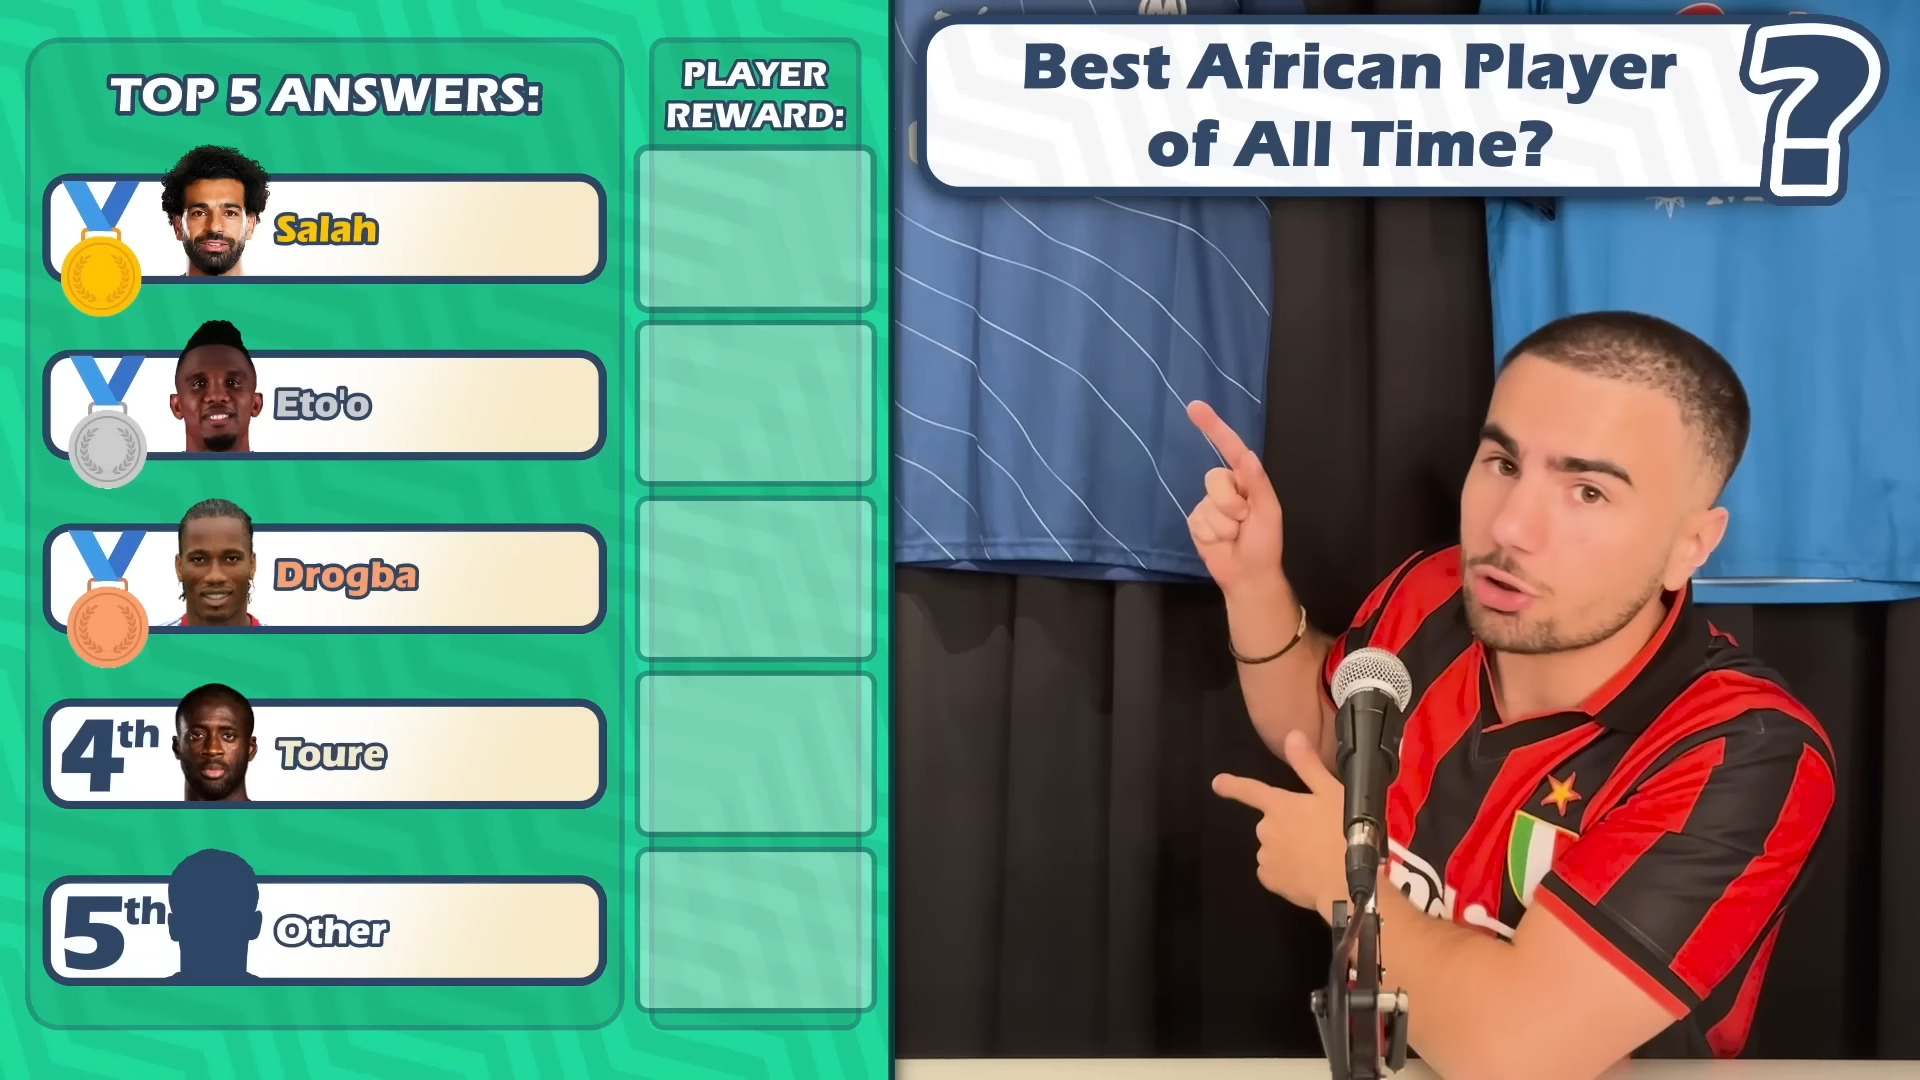 TOP 5 ANSWERS:
PLAYER
REWARD:
Salah
Eto'o
Drogba
4th
Toure
5th
Other
Best African Player
of All Time?
?